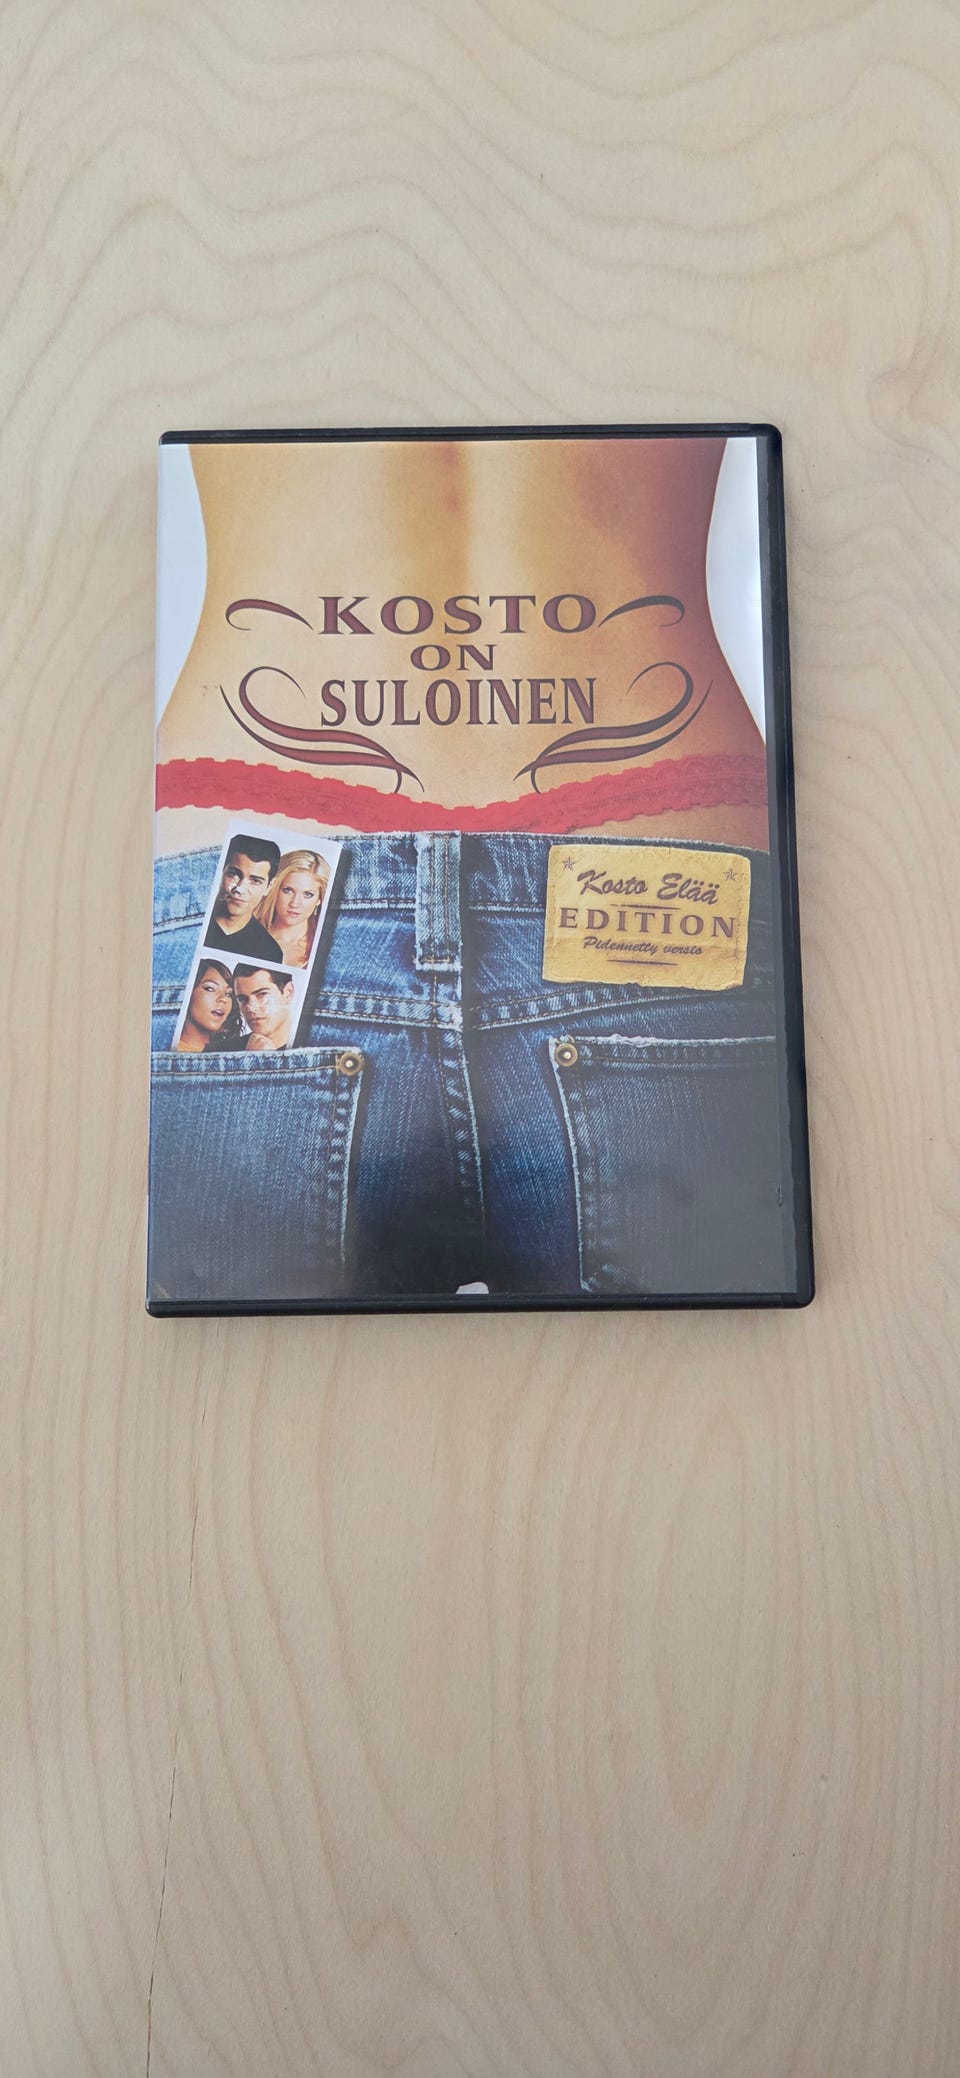 KOSTO
ON
SULOINEN
Kosto Elää
EDITION
Pidennetty versio